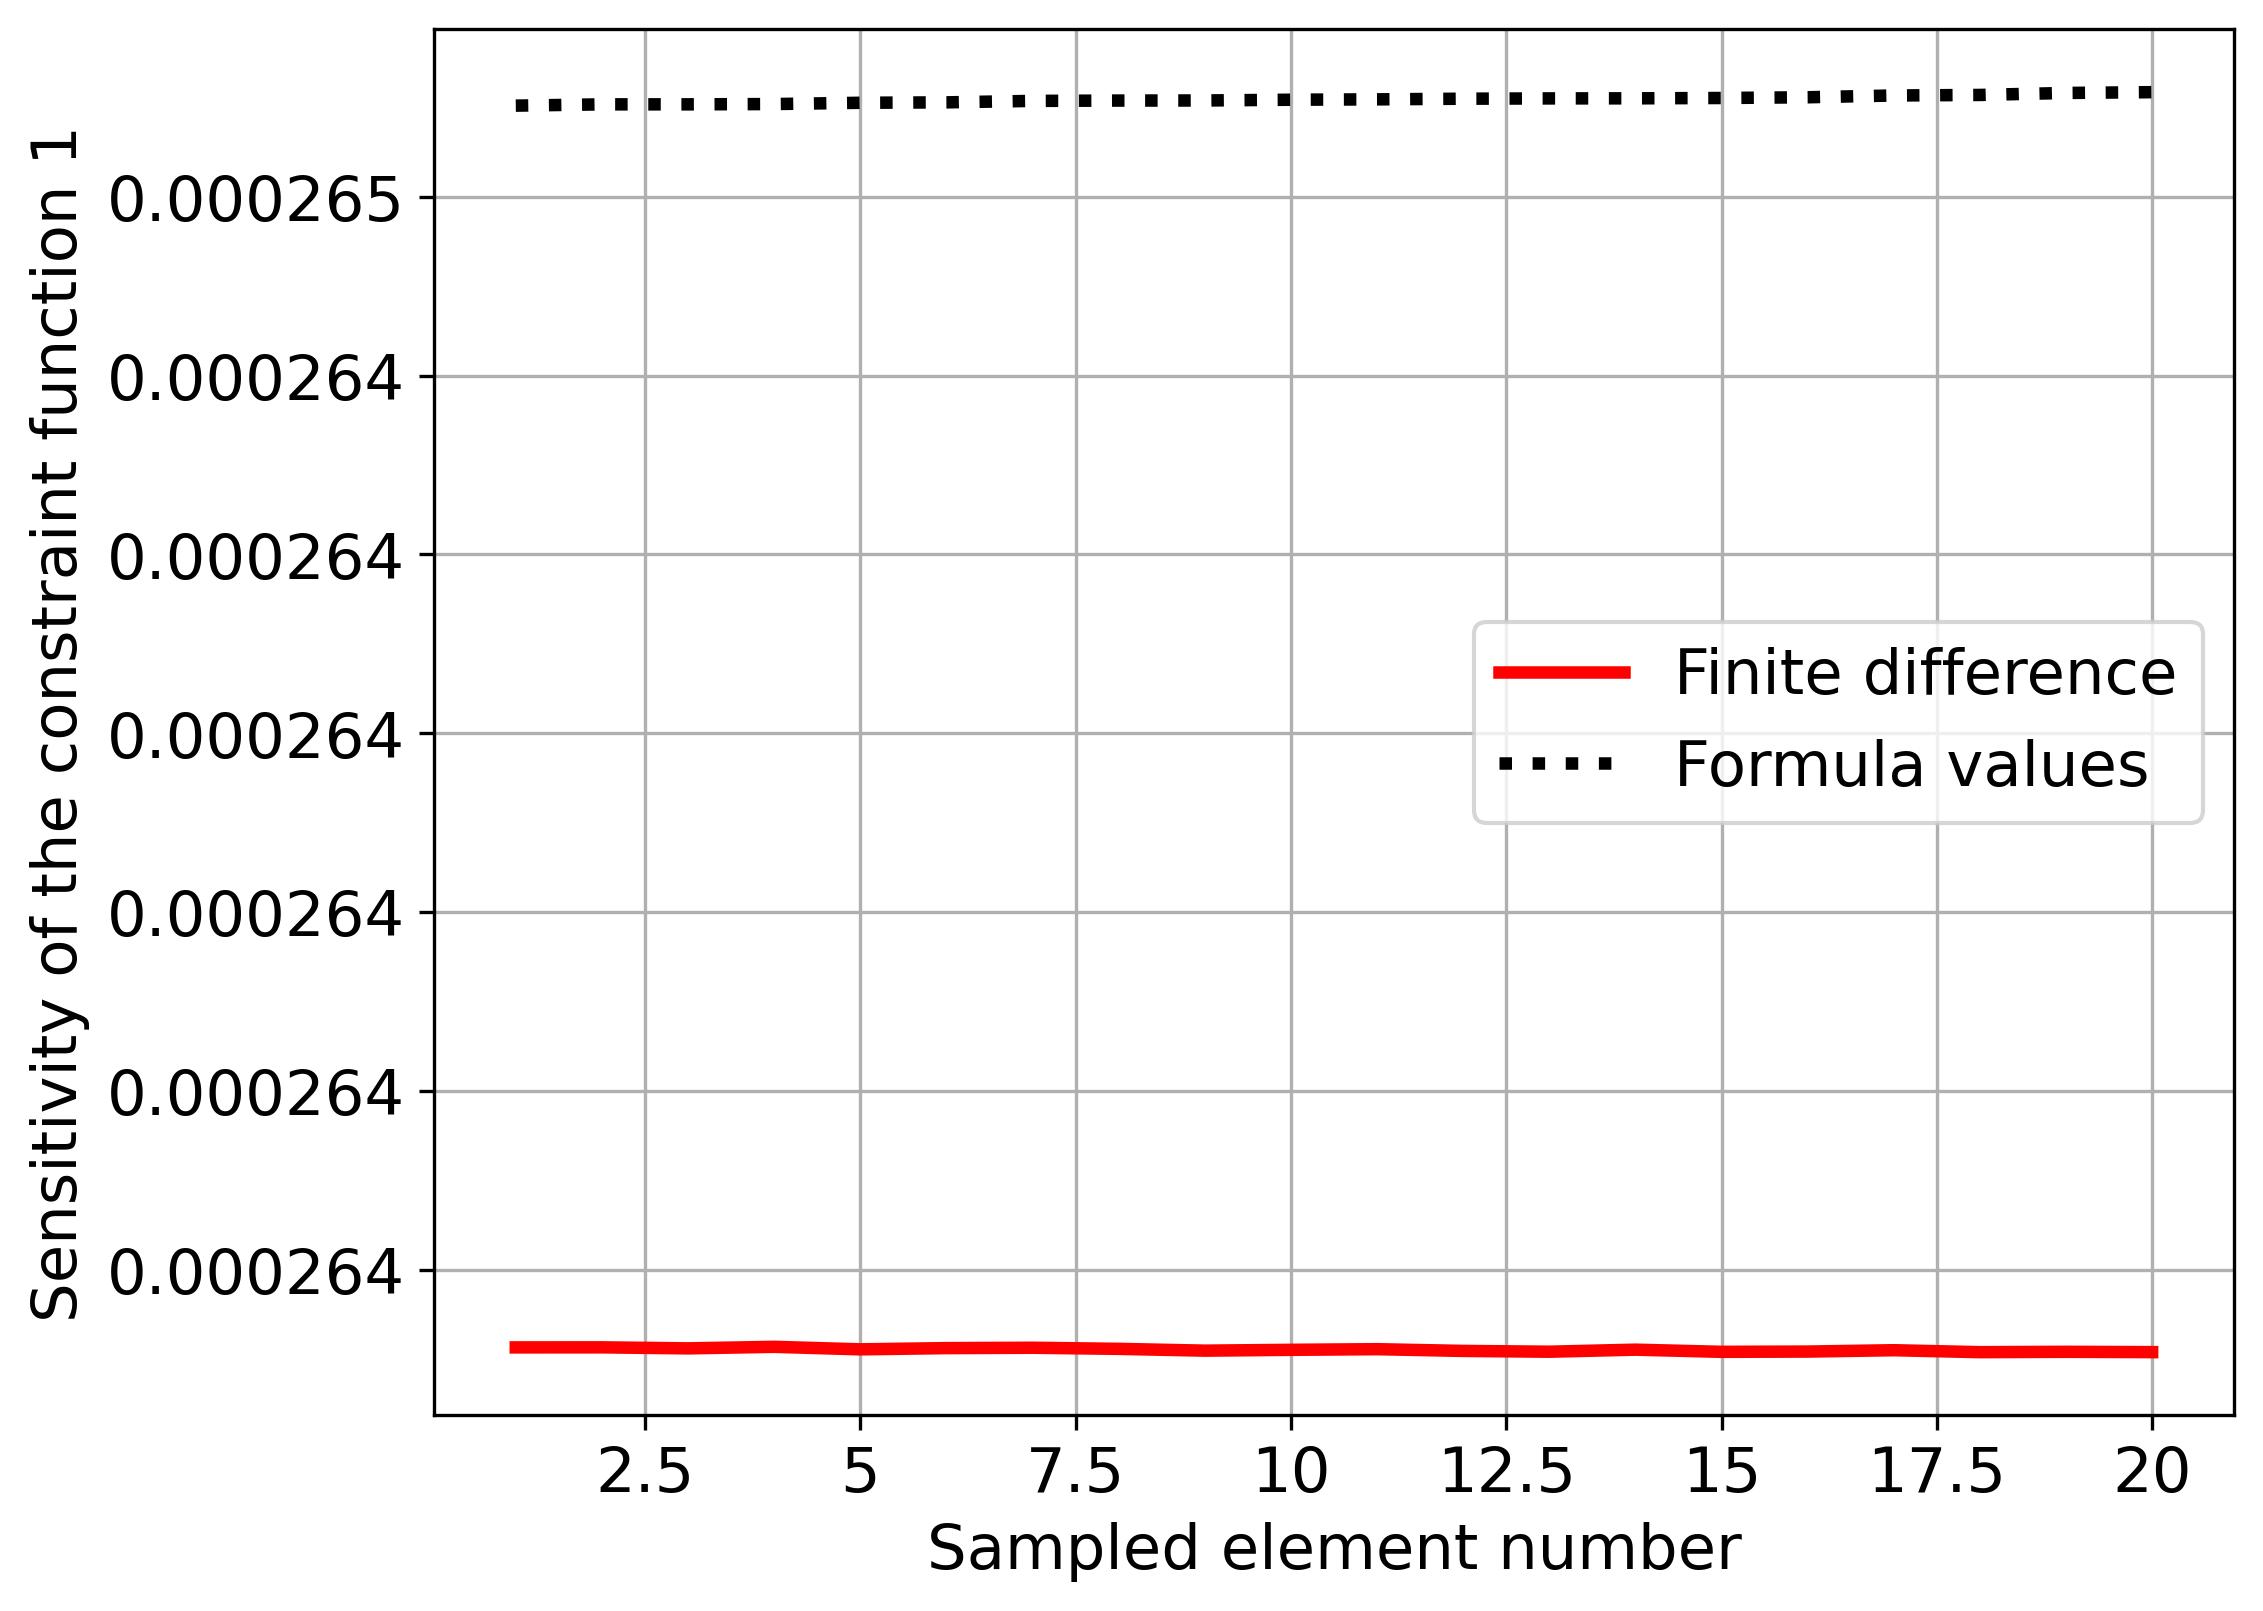 Sensitivity of the constraint function 1
0.000265
0.000264
0.000264
0.000264
0.000264
0.000264
0.000264
Finite difference
Formula values
2.5 5 7.5 10 12.5 15 17.5 20
Sampled element number